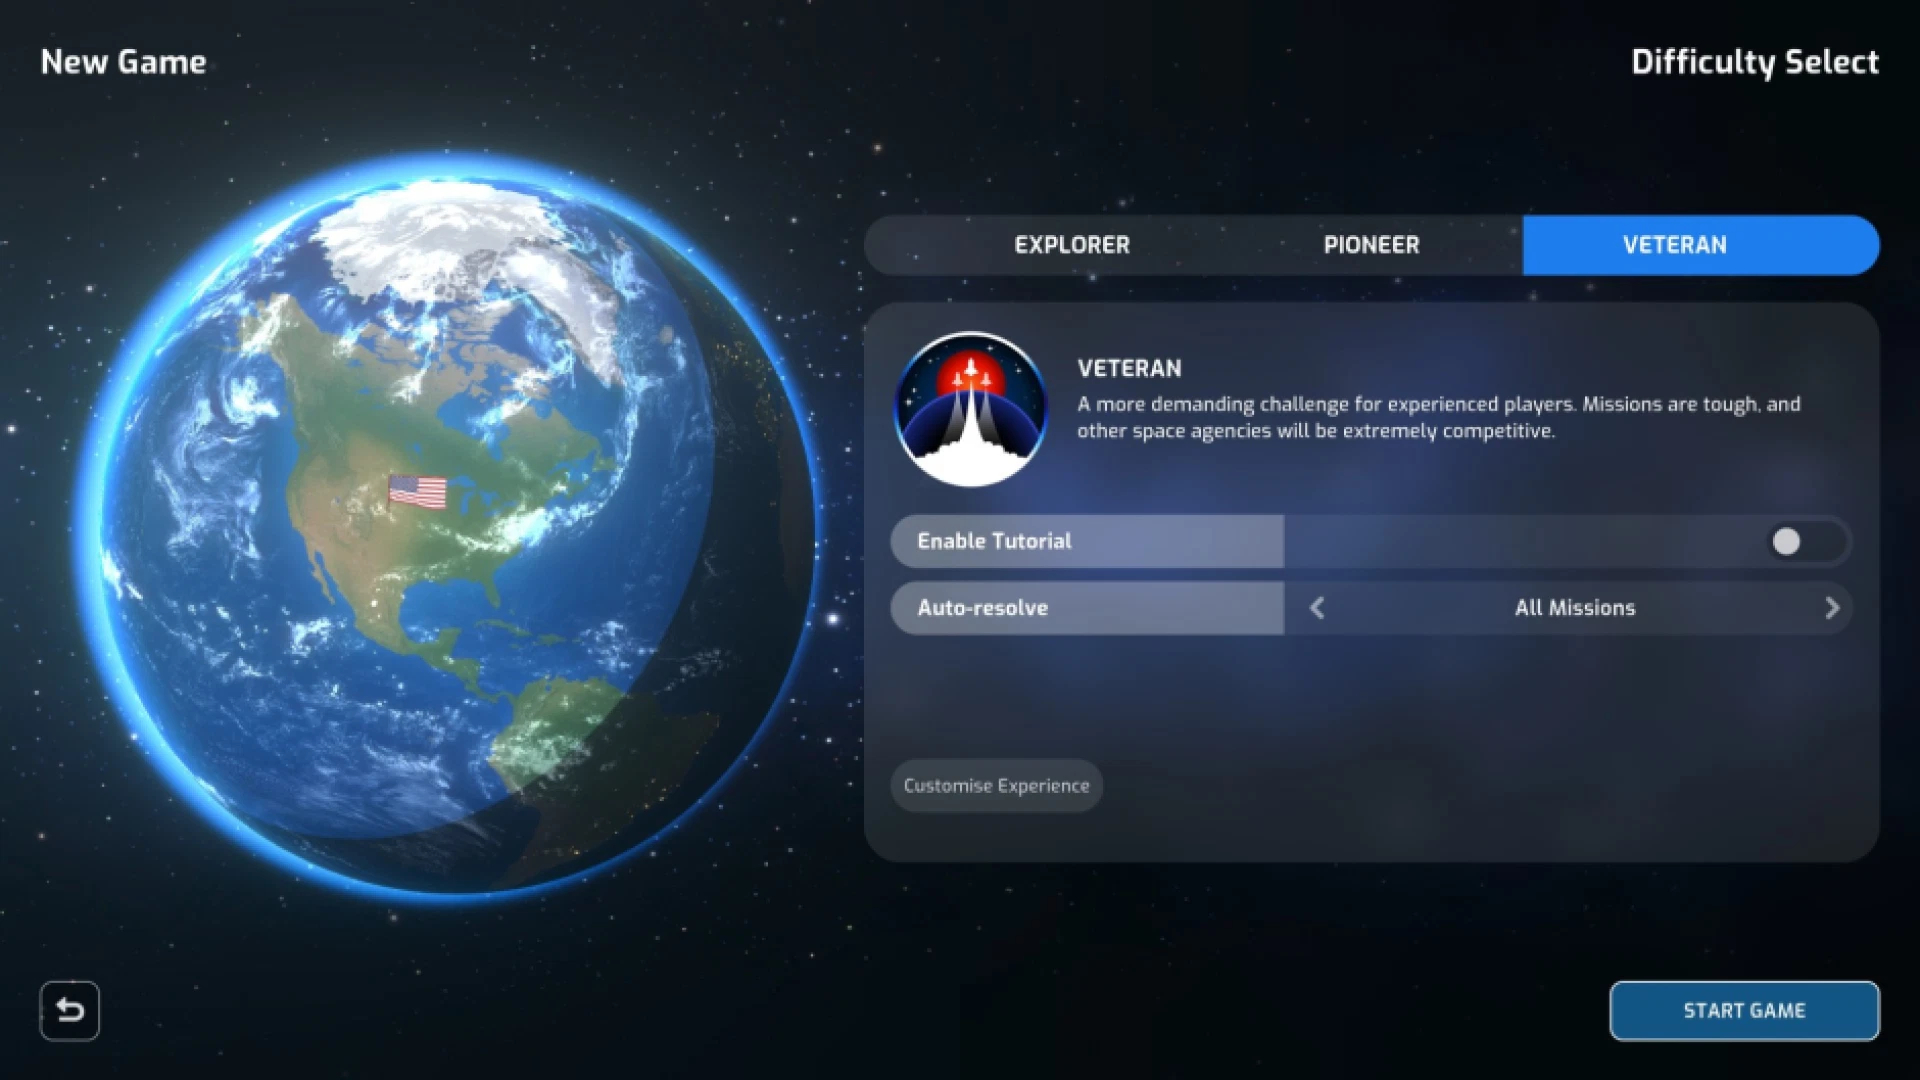 New Game
Difficulty Select
EXPLORER
PIONEER
VETERAN
VETERAN
A more demanding challenge for experienced players. Missions are tough, and
other space agencies will be extremely competitive.
Enable Tutorial
Auto-resolve
All Missions
Customise Experience
START GAME